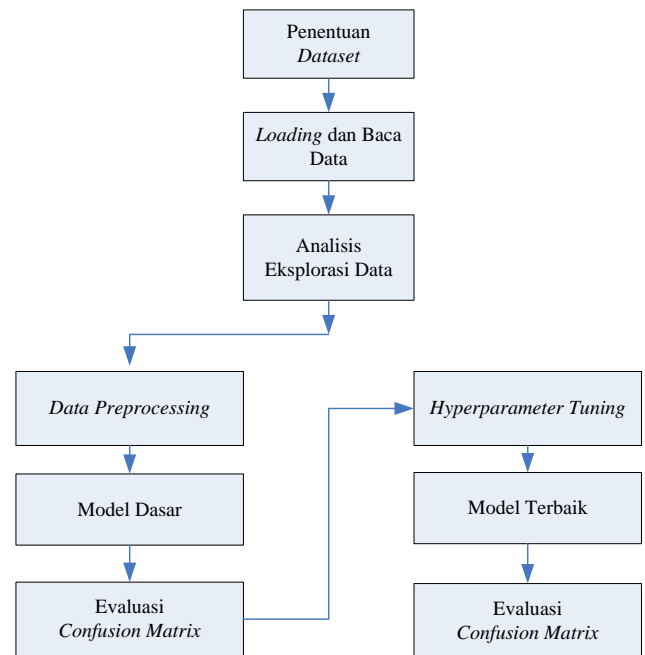 Penentuan
Dataset
Loading dan Baca
Data
Analisis
Eksplorasi Data
Data Preprocessing
Model Dasar
Evaluasi
Confusion Matrix
Hyperparameter Tuning
Model Terbaik
Evaluasi
Confusion Matrix